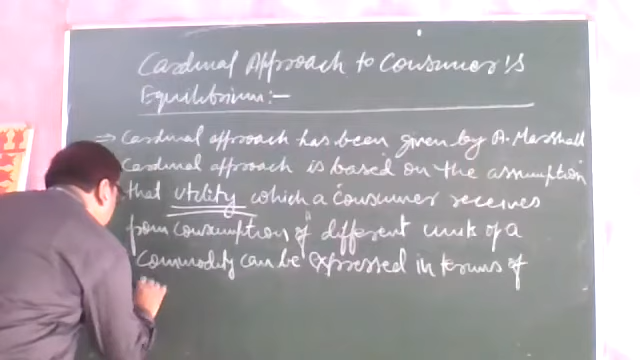 Cardinal Approach to Consumer's
Equilibrium:-
⇒ Cardinal approach has been given by A. Marshall
Cardinal approach is based on the assumption
that utility which a consumer receives
from consumption of different units of a
Commodity can be expressed in terms of